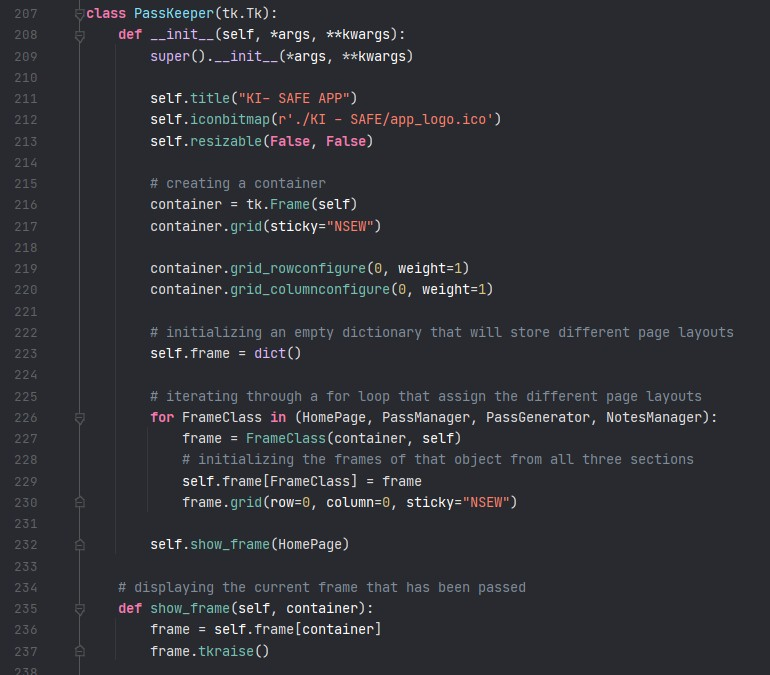 207 class PassKeeper(tk.Tk):
208     def __init__(self, *args, **kwargs):
209         super().__init__(*args, **kwargs)
210
211         self.title("KI– SAFE APP")
212         self.iconbitmap(r'./KI – SAFE/app_logo.ico')
213         self.resizable(False, False)
214
215         # creating a container
216         container = tk.Frame(self)
217         container.grid(sticky="NSEW")
218
219         container.grid_rowconfigure(0, weight=1)
220         container.grid_columnconfigure(0, weight=1)
221
222         # initializing an empty dictionary that will store different page layouts
223         self.frame = dict()
224
225         # iterating through a for loop that assign the different page layouts
226         for FrameClass in (HomePage, PassManager, PassGenerator, NotesManager):
227             frame = FrameClass(container, self)
228             # initializing the frames of that object from all three sections
229             self.frame[FrameClass] = frame
230             frame.grid(row=0, column=0, sticky="NSEW")
231
232         self.show_frame(HomePage)
233
234     # displaying the current frame that has been passed
235     def show_frame(self, container):
236         frame = self.frame[container]
237         frame.tkraise()
238